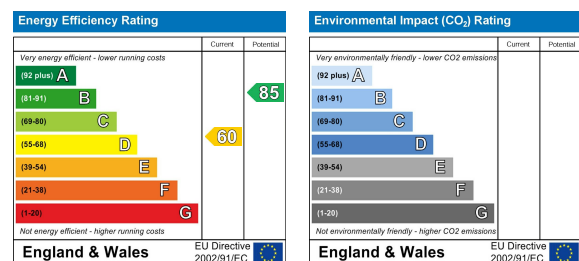 Energy Efficiency Rating
Current Potential
Very energy efficient - lower running costs
(92 plus) A
(81-91) B
85
(69-80) C
(55-68) D
60
(39-54) E
(21-38) F
(1-20) G
Not energy efficient - higher running costs
England & Wales
EU Directive
2002/91/EC
Environmental Impact (CO2) Rating
Current Potential
Very environmentally friendly - lower CO2 emissions
(92 plus) A
(81-91) B
(69-80) C
(55-68) D
(39-54) E
(21-38) F
(1-20) G
Not environmentally friendly - higher CO2 emissions
England & Wales
EU Directive
2002/91/EC